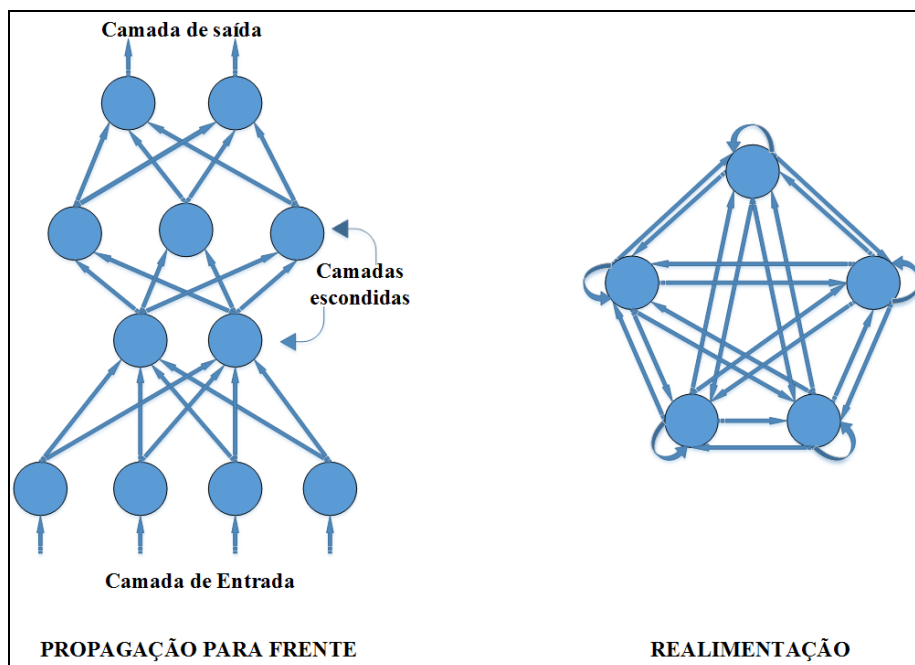 Camada de saída
Camadas
escondidas
Camada de Entrada
PROPAGAÇÃO PARA FRENTE
REALIMENTAÇÃO